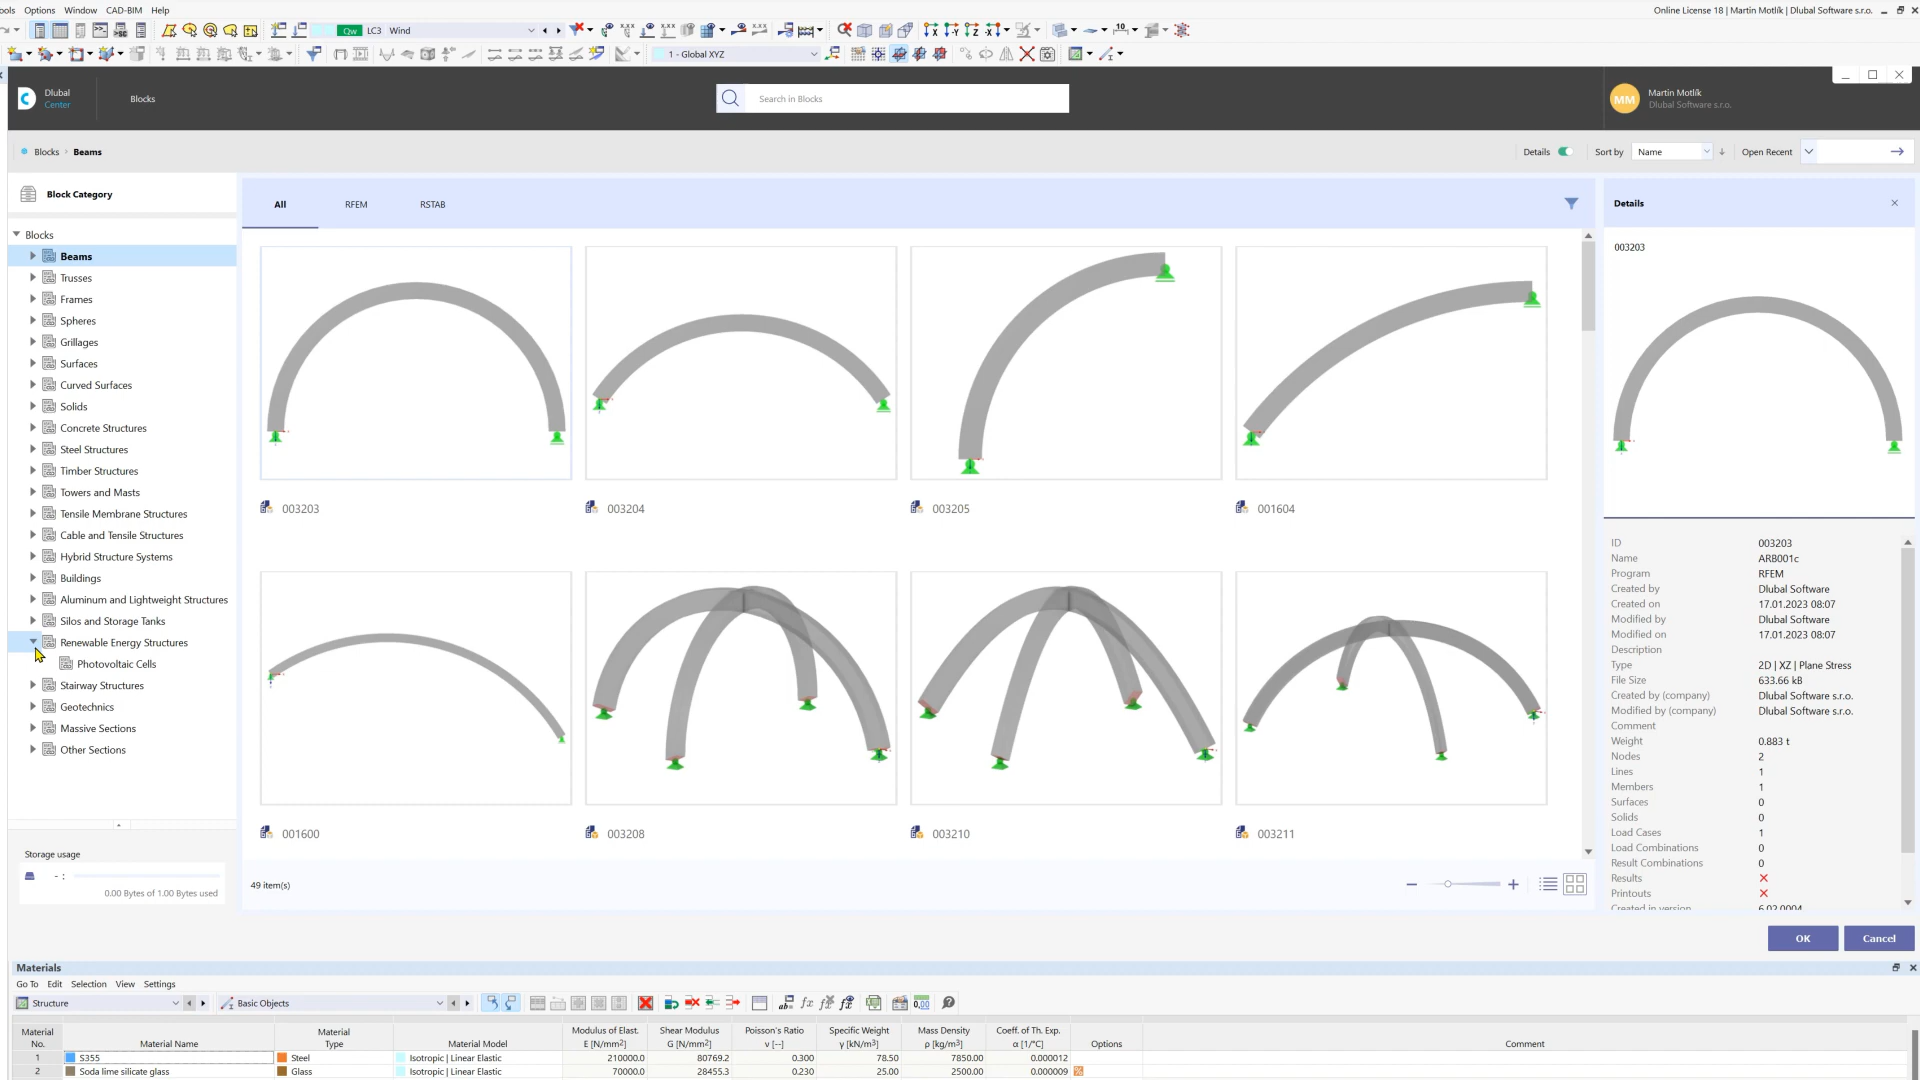 ools Options Window CAD-BIM Help
Online License 18 | Martin Motlík | Dlubal Software s.r.o.
Qw LC3 Wind
1 - Global XYZ
Dlubal
Center
Blocks
Search in Blocks
MM
Martin Motlík
Dlubal Software s.r.o.
Blocks Beams
Details Sort by Name Open Recent
Block Category
All RFEM RSTAB
Details
Blocks
Beams
Trusses
Frames
Spheres
Grillages
Surfaces
Curved Surfaces
Solids
Concrete Structures
Steel Structures
Timber Structures
Towers and Masts
Tensile Membrane Structures
Cable and Tensile Structures
Hybrid Structure Systems
Buildings
Aluminum and Lightweight Structures
Silos and Storage Tanks
Renewable Energy Structures
Photovoltaic Cells
Stairway Structures
Geotechnics
Massive Sections
Other Sections
Storage usage
- :
0.00 Bytes of 1.00 Bytes used
003203 003204 003205 001604
001600 003208 003210 003211
49 item(s)
003203
ID 003203
Name ARB001c
Program RFEM
Created by Dlubal Software
Created on 17.01.2023 08:07
Modified by Dlubal Software
Modified on 17.01.2023 08:07
Description
Type 2D | XZ | Plane Stress
File Size 633.66 kB
Created by (company) Dlubal Software s.r.o.
Modified by (company) Dlubal Software s.r.o.
Comment
Weight 0.883 t
Nodes 2
Lines 1
Members 1
Surfaces 0
Solids 0
Load Cases 1
Load Combinations 0
Result Combinations 0
Results
Printouts
Created in version 6.02.0004
OK Cancel
Materials
Go To Edit Selection View Settings
Structure Basic Objects
Material No. Material Name Material Type Material Model Modulus of Elast. E [N/mm²] Shear Modulus G [N/mm²] Poisson's Ratio ν [--] Specific Weight γ [kN/m³] Mass Density ρ [kg/m³] Coeff. of Th. Exp. α [1/°C] Options Comment
1 S355 Steel Isotropic | Linear Elastic 210000.0 80769.2 0.300 78.50 7850.00 0.000012
2 Soda lime silicate glass Glass Isotropic | Linear Elastic 70000.0 28455.3 0.230 25.00 2500.00 0.000009